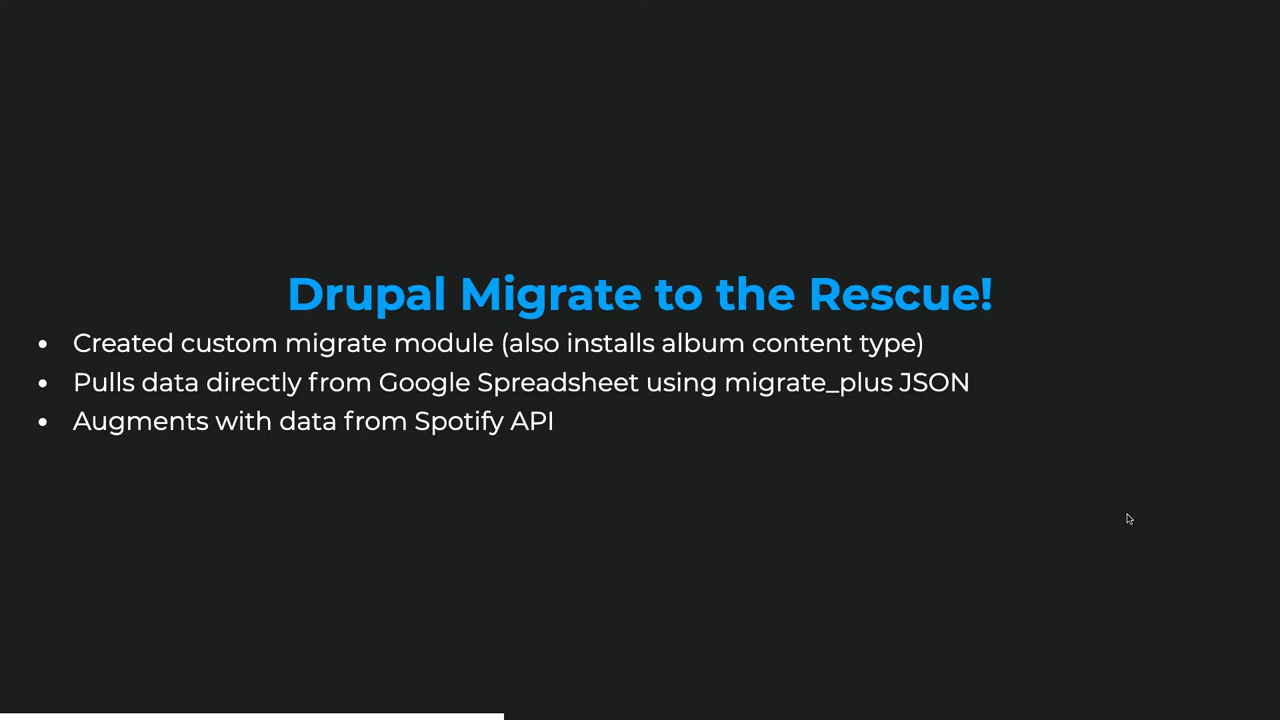 Drupal Migrate to the Rescue!
• Created custom migrate module (also installs album content type)
• Pulls data directly from Google Spreadsheet using migrate_plus JSON
• Augments with data from Spotify API